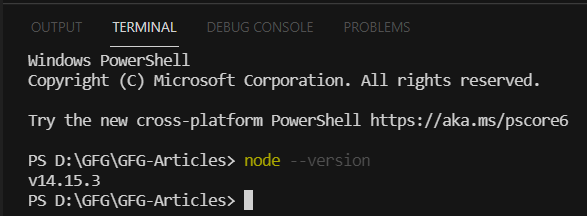 OUTPUT TERMINAL DEBUG CONSOLE PROBLEMS
Windows PowerShell
Copyright (C) Microsoft Corporation. All rights reserved.
Try the new cross-platform PowerShell https://aka.ms/pscore6
PS D:\GFG\GFG-Articles> node --version
v14.15.3
PS D:\GFG\GFG-Articles>